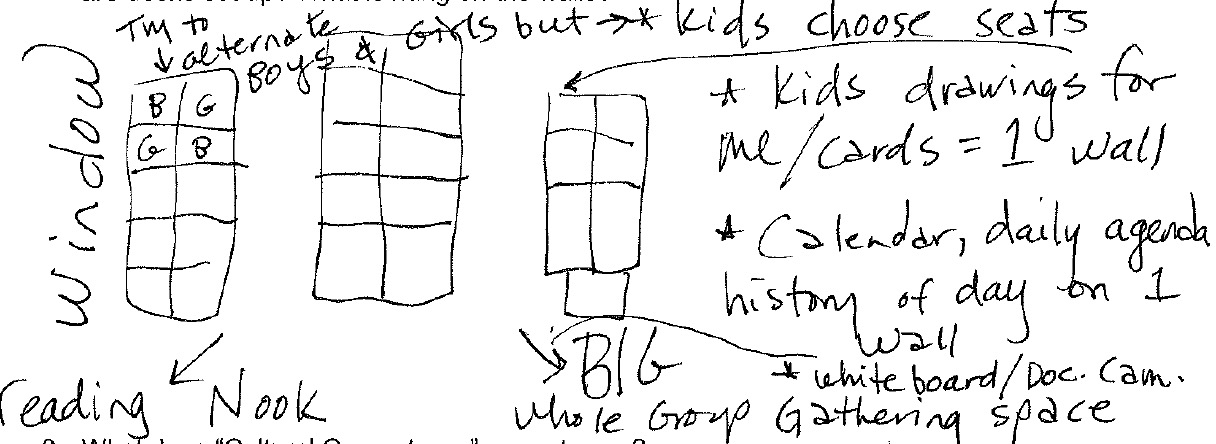 Try to
alternate
Boys & Girls but → * Kids choose seats
Window
B G
G B
* Kids drawings for
me/cards = 1 wall
* Calendar, daily agenda
history of day on 1
wall
* white board/Doc. Cam.
reading Nook
BIG
whole Group Gathering space